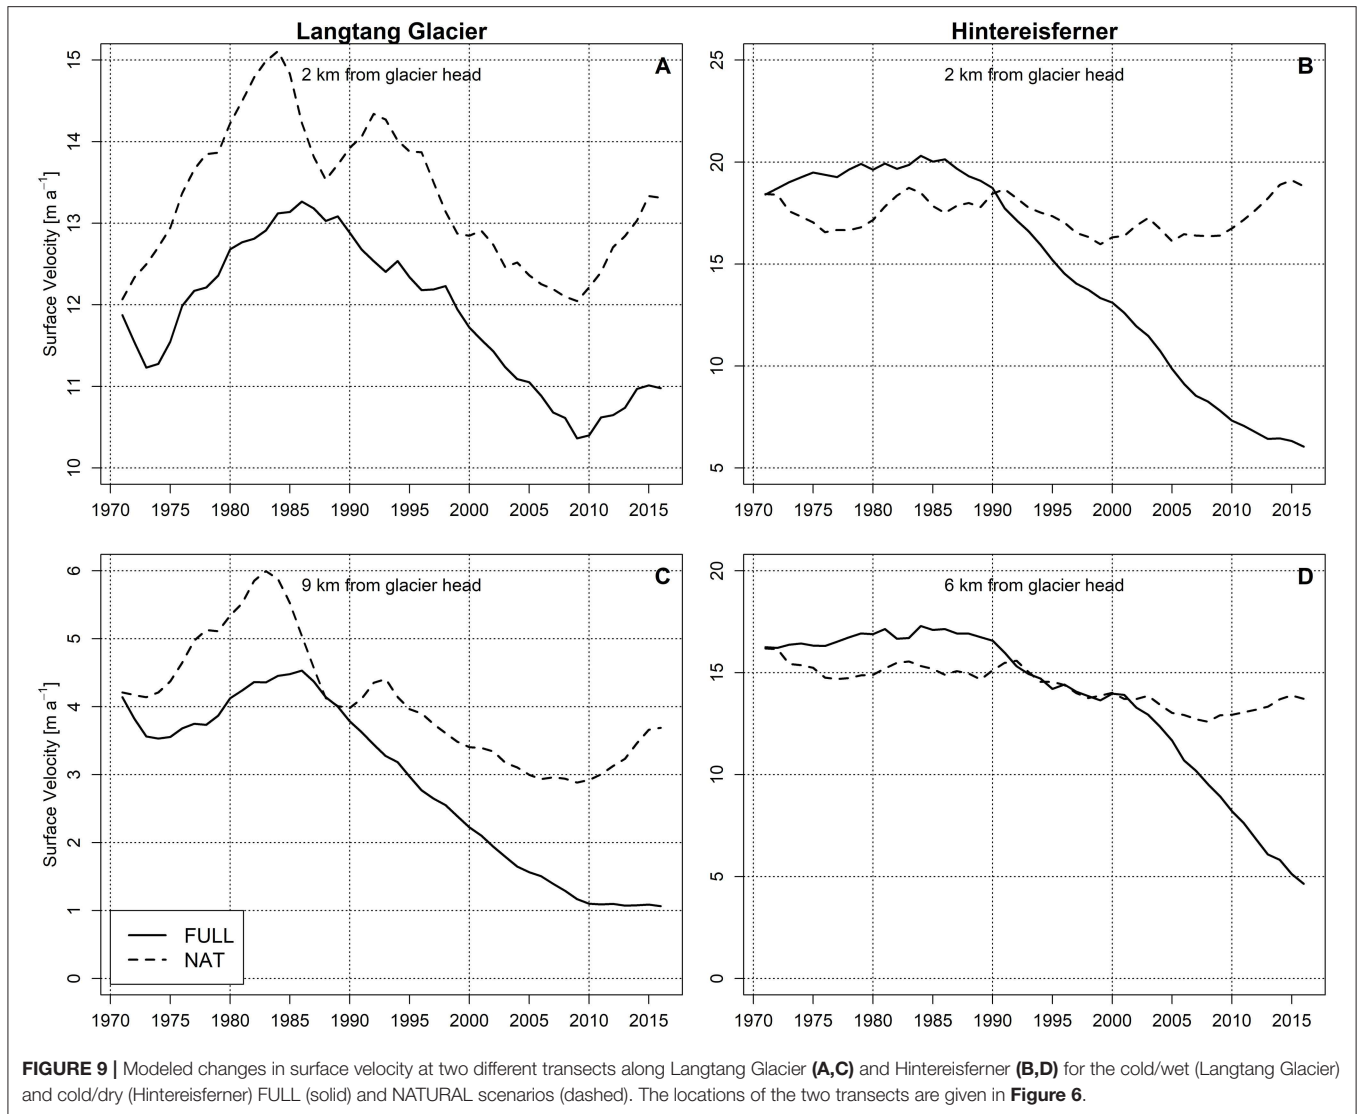 Langtang Glacier
Hintereisferner
2 km from glacier head
A
15
14
13
12
11
10
Surface Velocity [m a⁻¹]
1970 1975 1980 1985 1990 1995 2000 2005 2010 2015
2 km from glacier head
B
25
20
15
10
5
1970 1975 1980 1985 1990 1995 2000 2005 2010 2015
9 km from glacier head
C
6
5
4
3
2
1
0
Surface Velocity [m a⁻¹]
FULL
NAT
1970 1975 1980 1985 1990 1995 2000 2005 2010 2015
6 km from glacier head
D
20
15
10
5
0
1970 1975 1980 1985 1990 1995 2000 2005 2010 2015
FIGURE 9 | Modeled changes in surface velocity at two different transects along Langtang Glacier (A,C) and Hintereisferner (B,D) for the cold/wet (Langtang Glacier)
and cold/dry (Hintereisferner) FULL (solid) and NATURAL scenarios (dashed). The locations of the two transects are given in Figure 6.